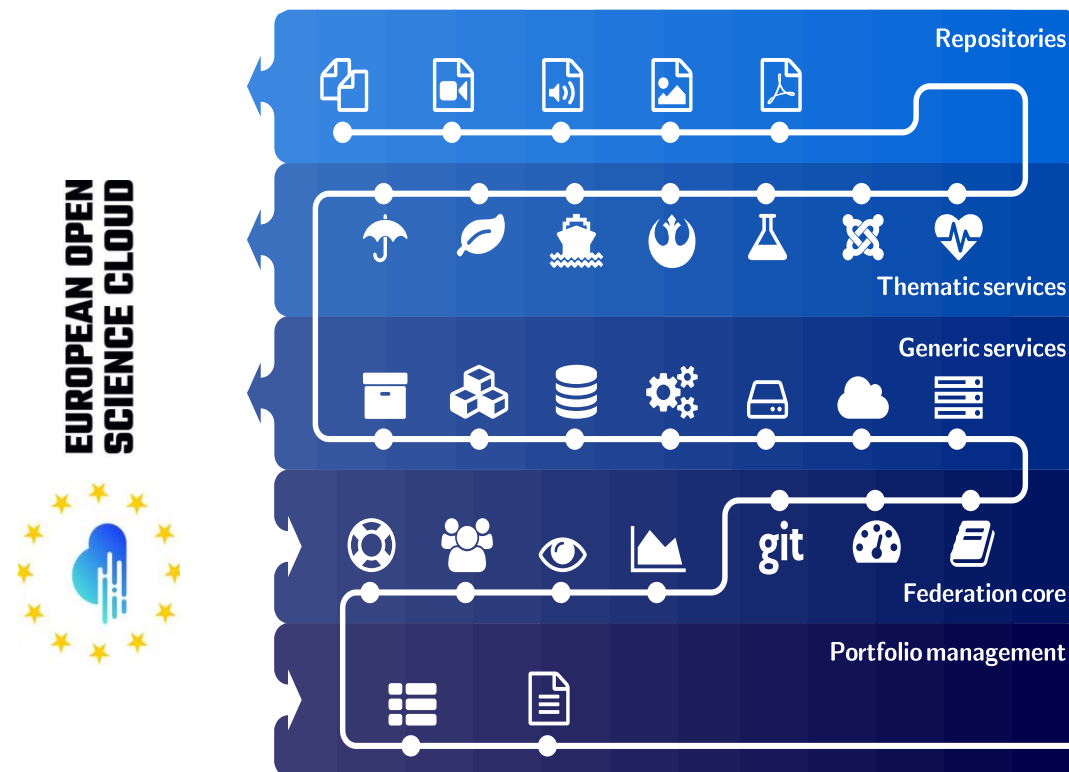 EUROPEAN OPEN
SCIENCE CLOUD
Repositories
Thematic services
Generic services
git
Federation core
Portfolio management